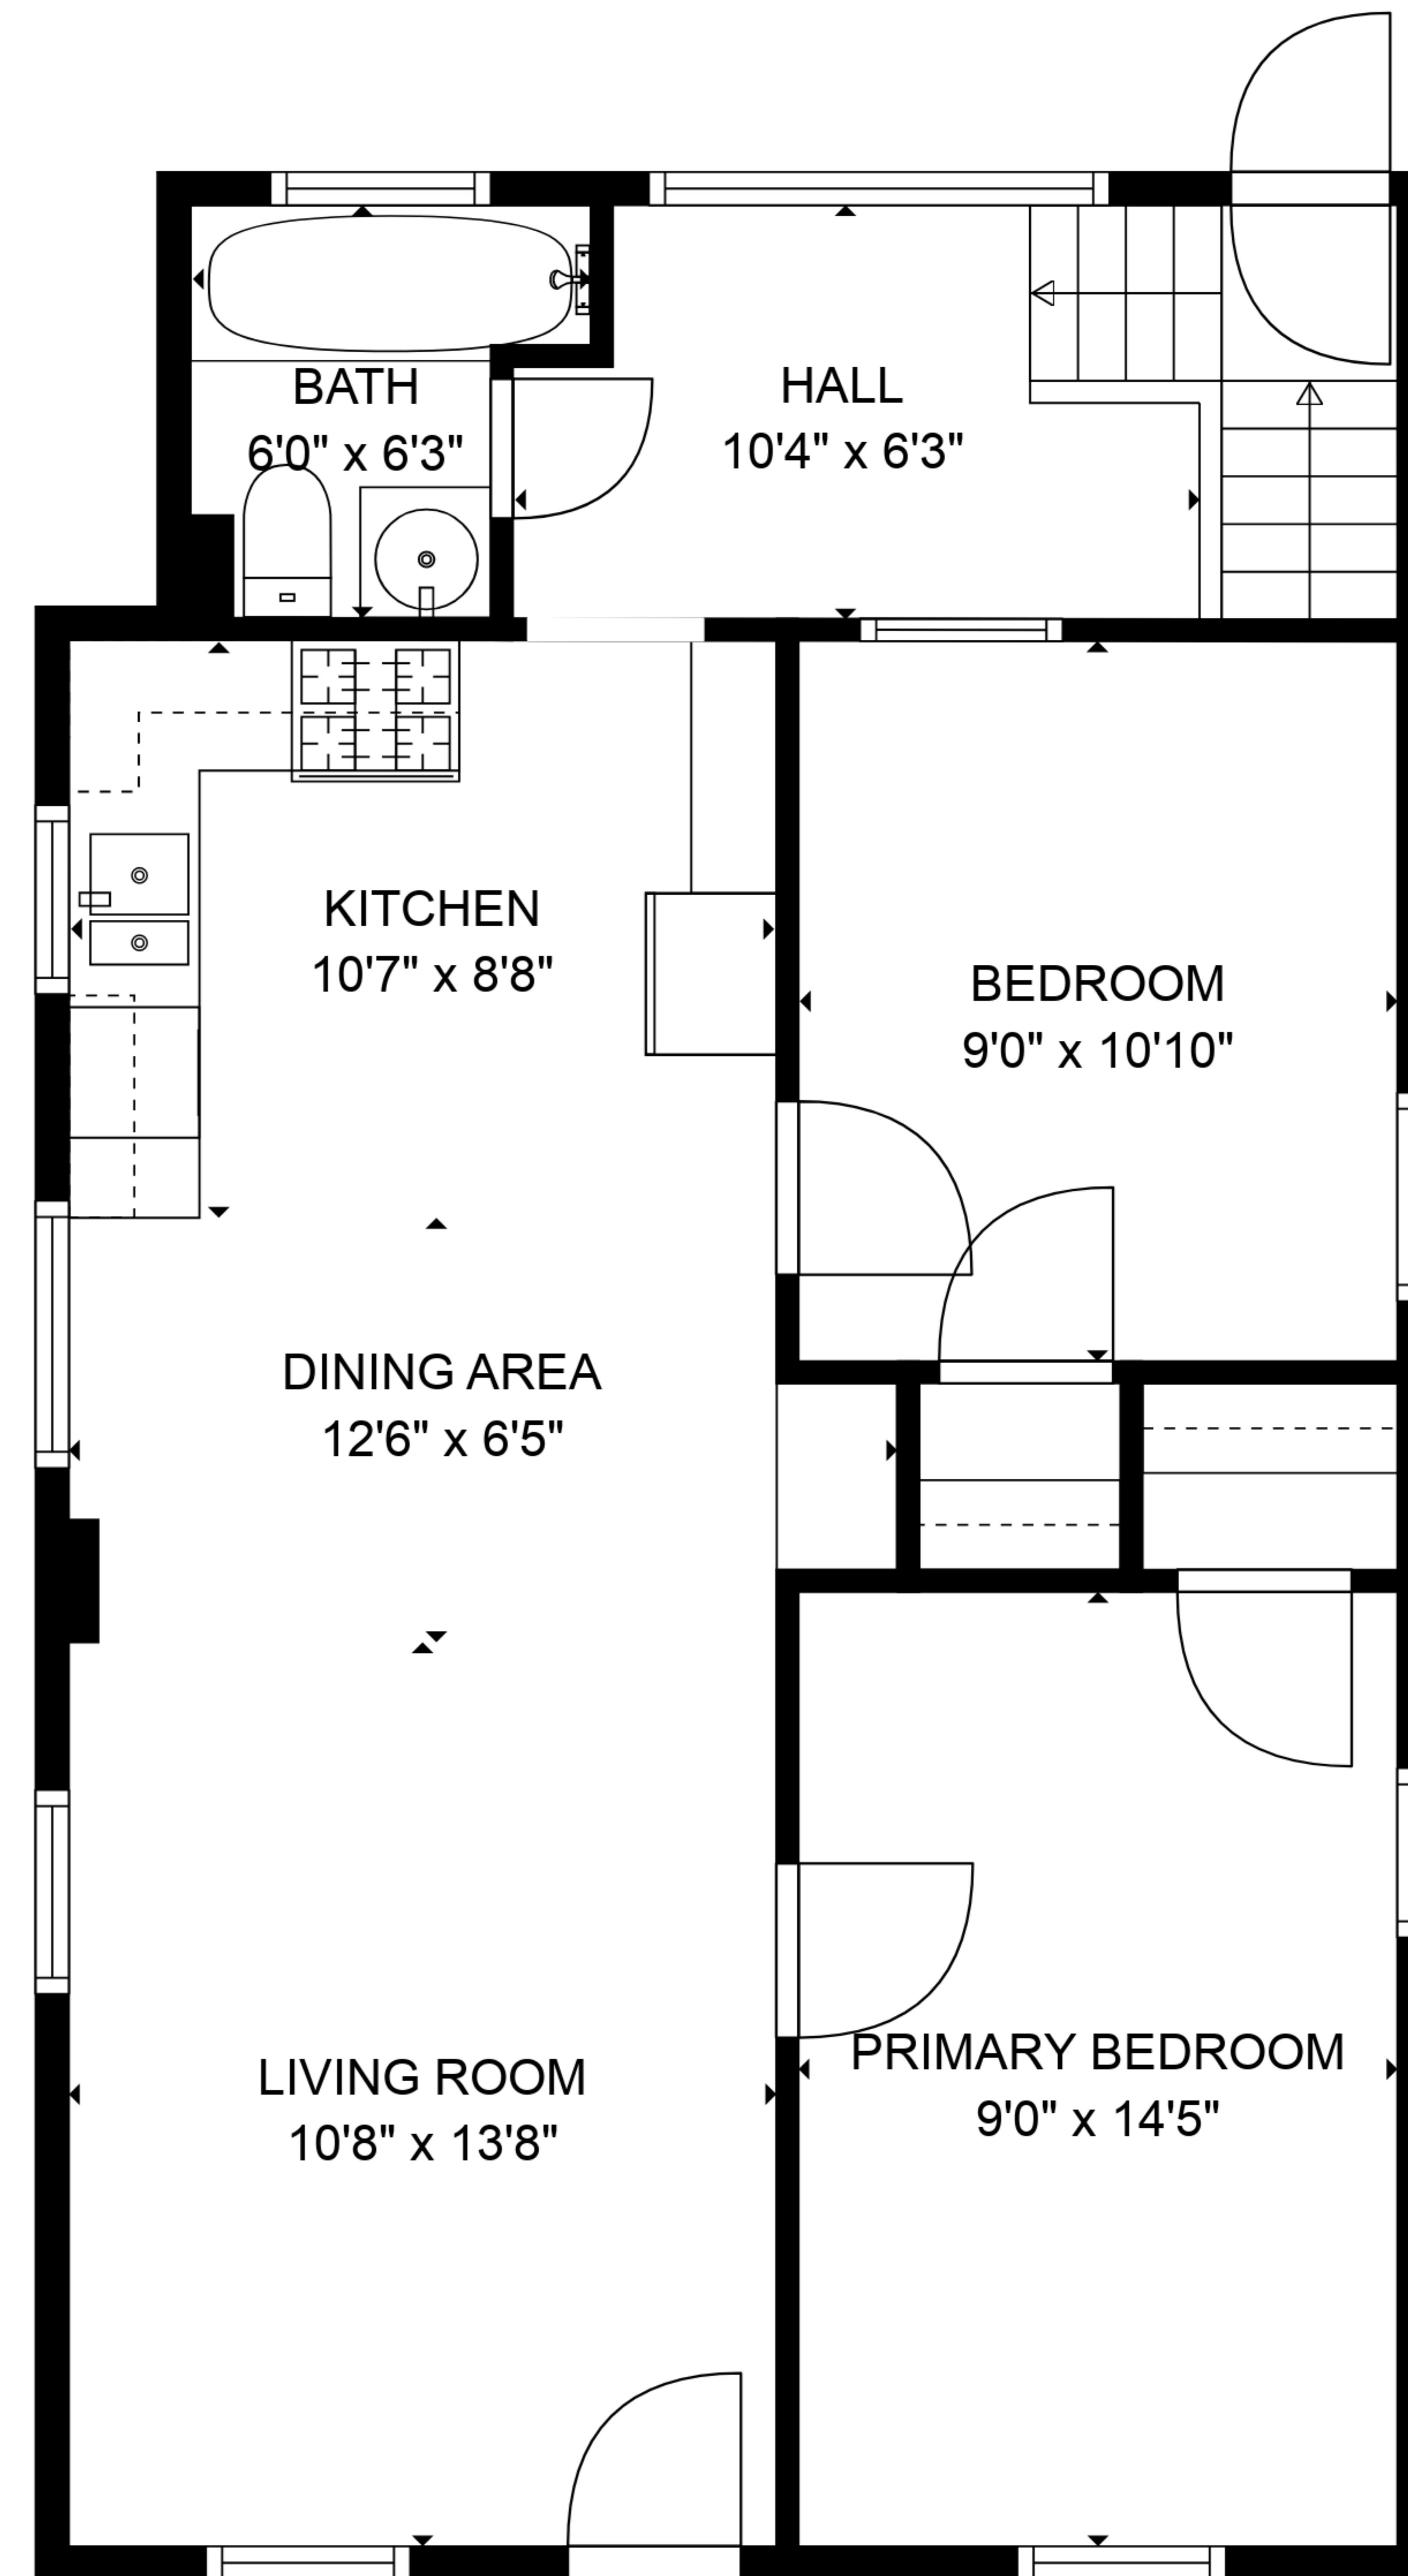 BATH
6'0" x 6'3"
HALL
10'4" x 6'3"
KITCHEN
10'7" x 8'8"
BEDROOM
9'0" x 10'10"
DINING AREA
12'6" x 6'5"
LIVING ROOM
10'8" x 13'8"
PRIMARY BEDROOM
9'0" x 14'5"